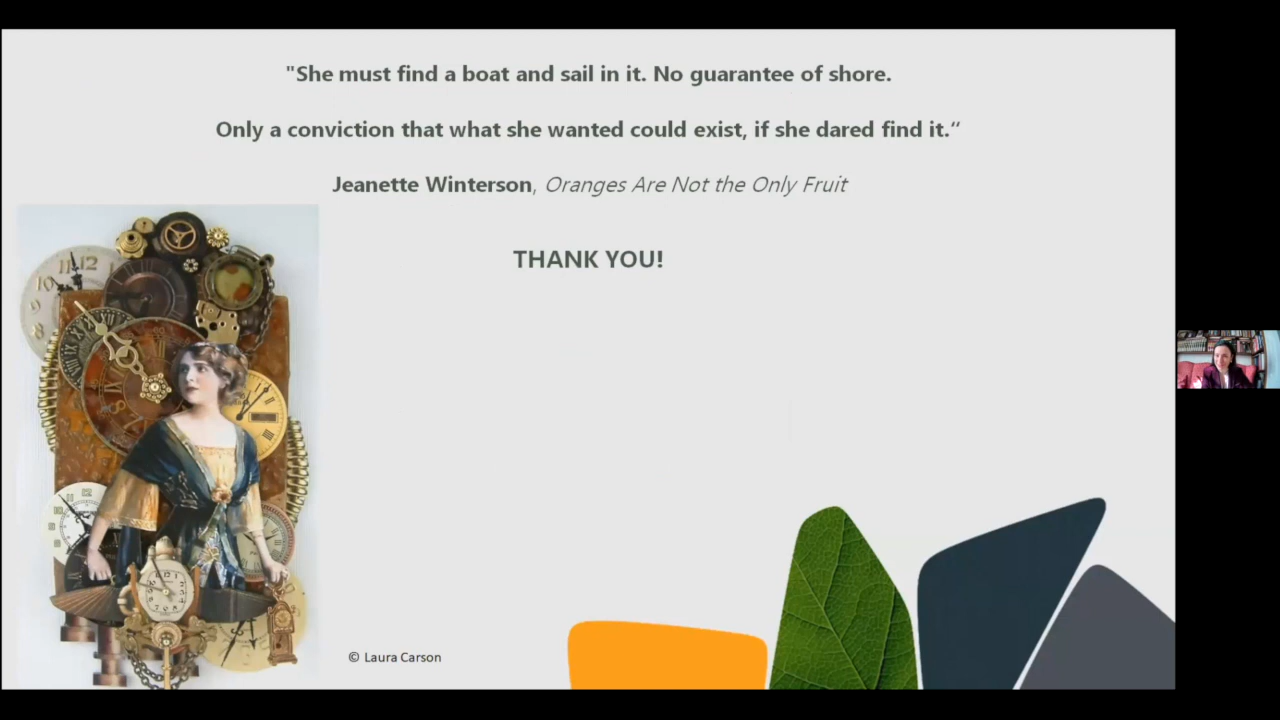 "She must find a boat and sail in it. No guarantee of shore.
Only a conviction that what she wanted could exist, if she dared find it.“
Jeanette Winterson, Oranges Are Not the Only Fruit
THANK YOU!
© Laura Carson